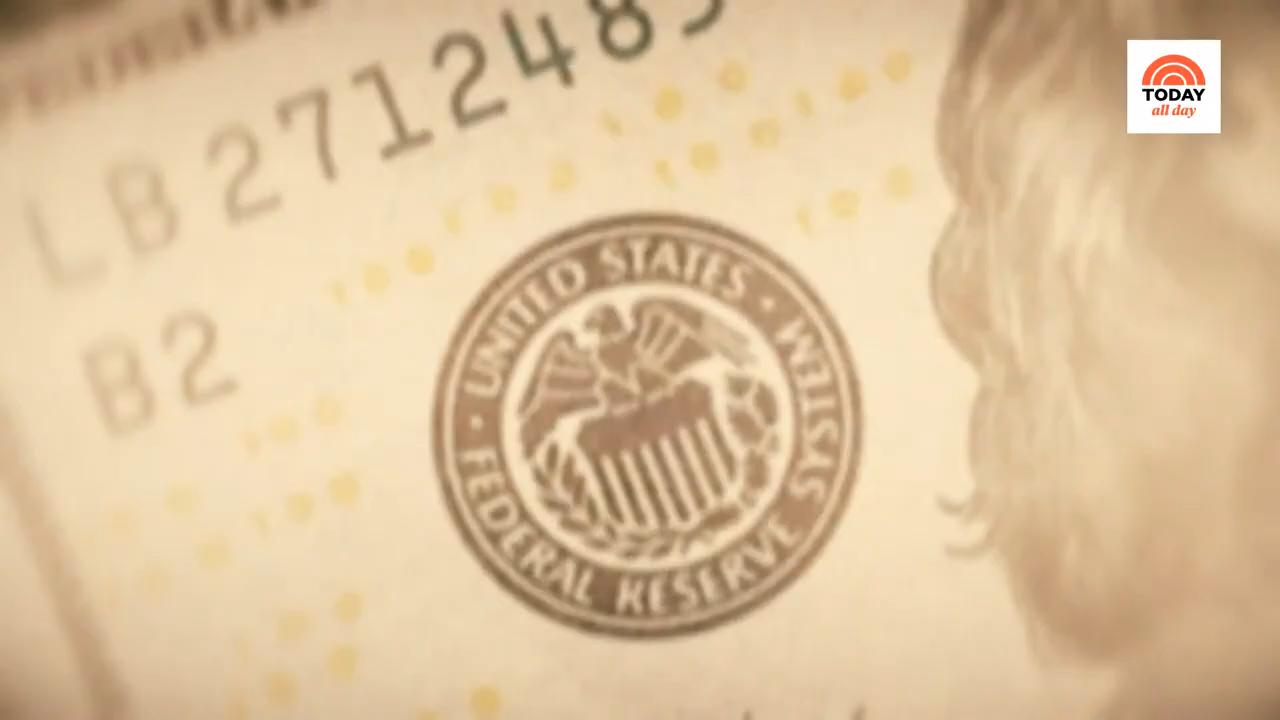 LB2712485
B2
UNITED STATES
FEDERAL RESERVE SYSTEM
TODAY
all day